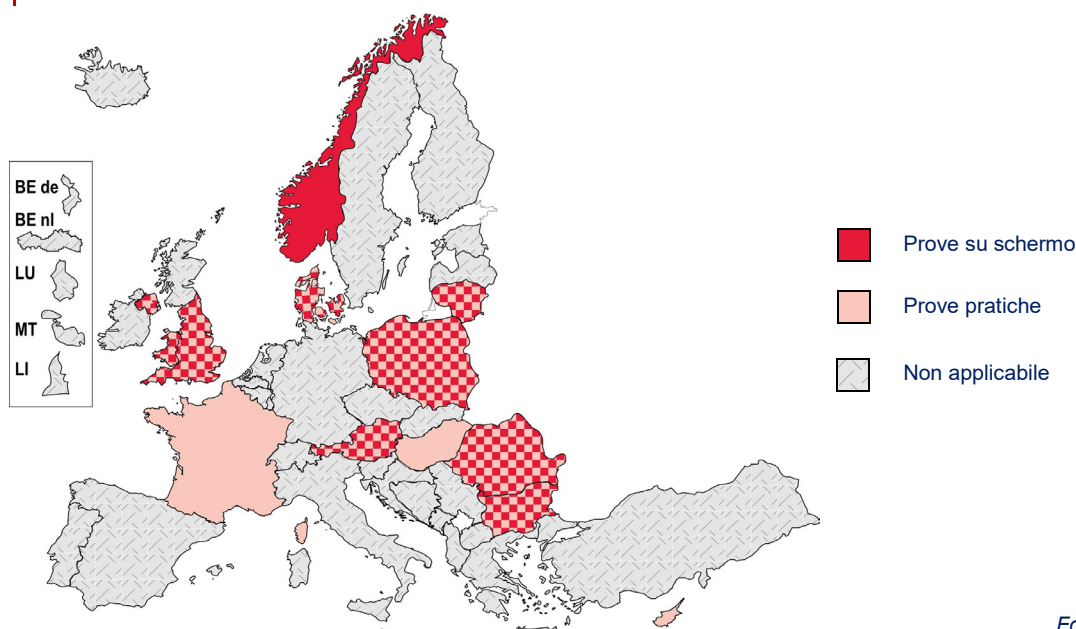 BE de
BE nl
LU
MT
LI
Prove su schermo
Prove pratiche
Non applicabile